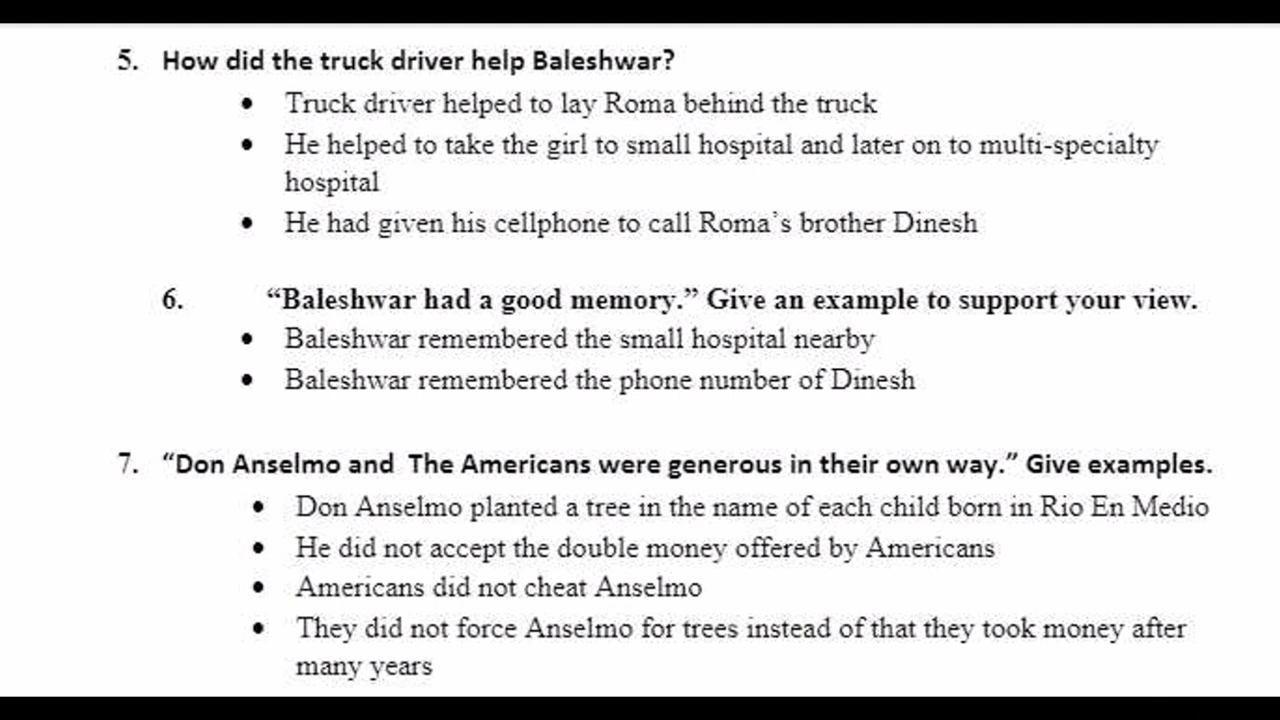 5. How did the truck driver help Baleshwar?
• Truck driver helped to lay Roma behind the truck
• He helped to take the girl to small hospital and later on to multi-specialty
hospital
• He had given his cellphone to call Roma’s brother Dinesh
6. “Baleshwar had a good memory.” Give an example to support your view.
• Baleshwar remembered the small hospital nearby
• Baleshwar remembered the phone number of Dinesh
7. “Don Anselmo and The Americans were generous in their own way.” Give examples.
• Don Anselmo planted a tree in the name of each child born in Rio En Medio
• He did not accept the double money offered by Americans
• Americans did not cheat Anselmo
• They did not force Anselmo for trees instead of that they took money after
many years